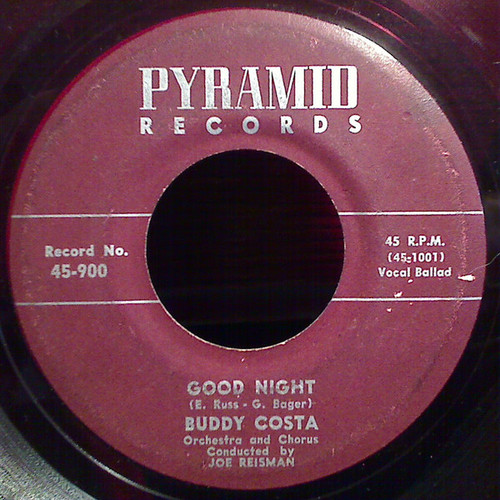 PYRAMID
RECORDS
Record No.
45-900
45 R.P.M.
(45-1001)
Vocal Ballad
GOOD NIGHT
(E. Russ - G. Bager)
BUDDY COSTA
Orchestra and Chorus
Conducted by
JOE REISMAN